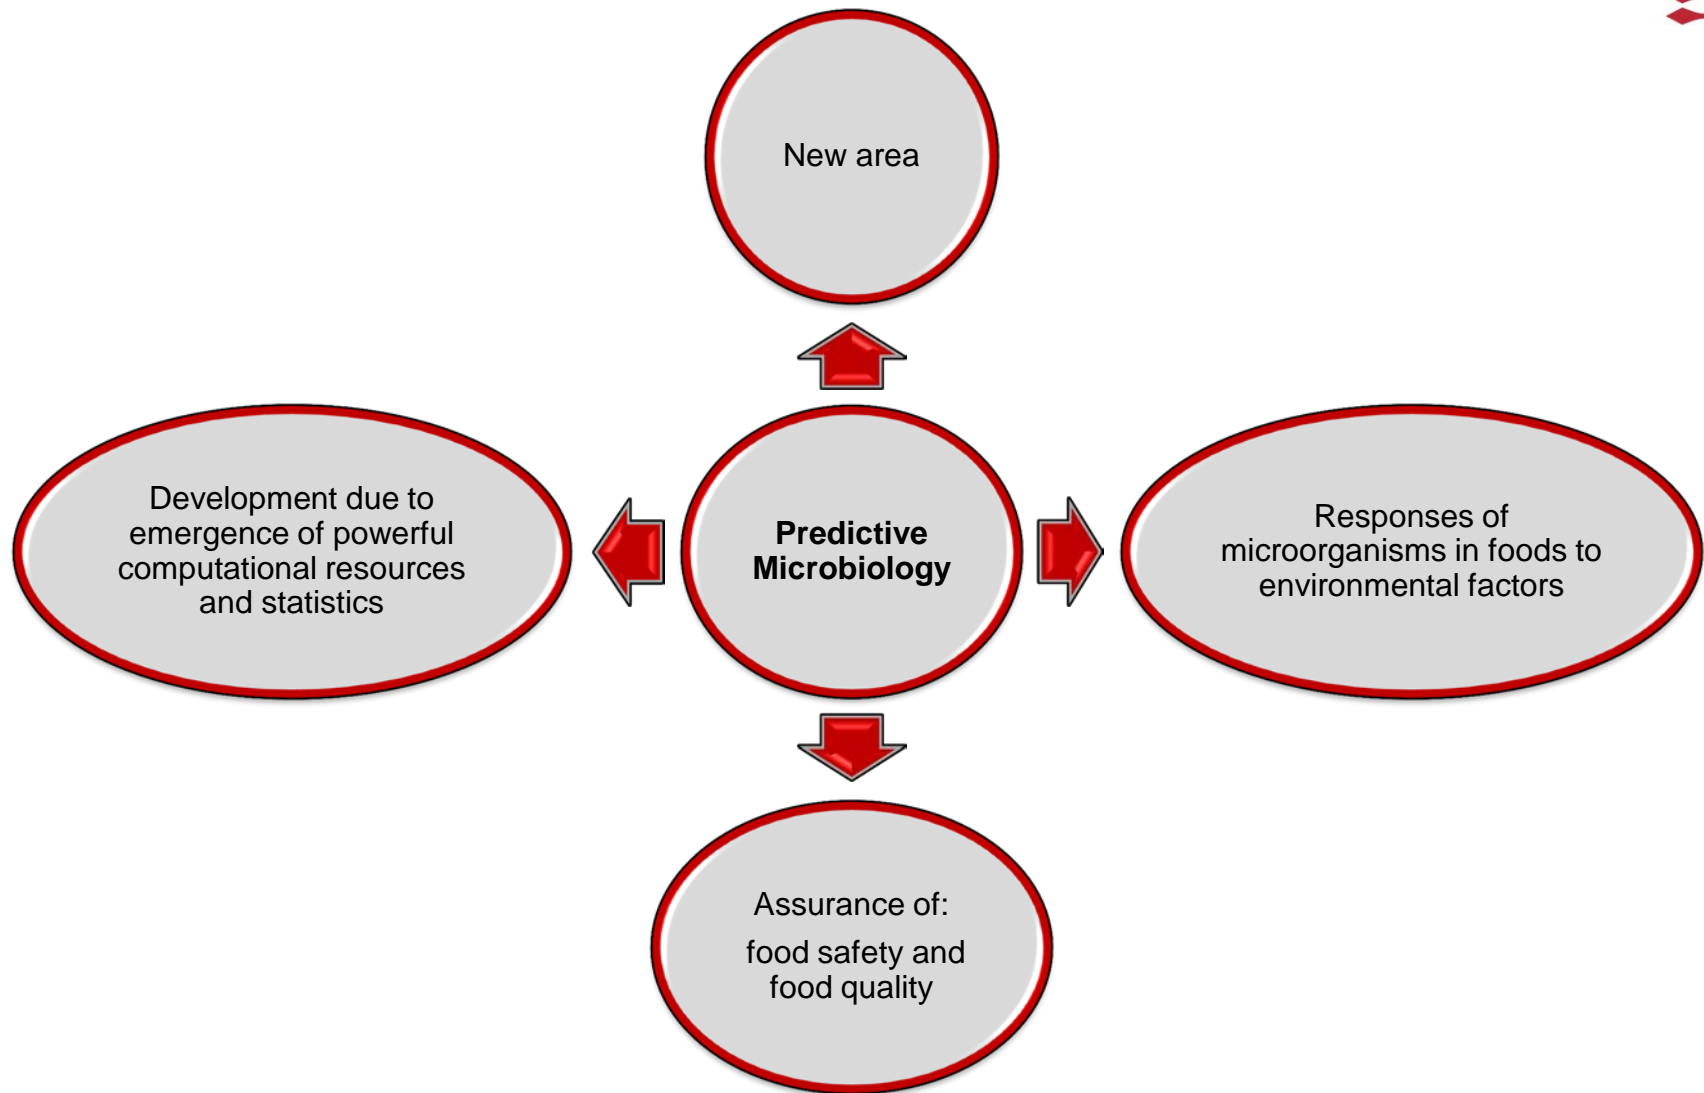 New area
Development due to
emergence of powerful
computational resources
and statistics
Predictive
Microbiology
Responses of
microorganisms in foods to
environmental factors
Assurance of:
food safety and
food quality